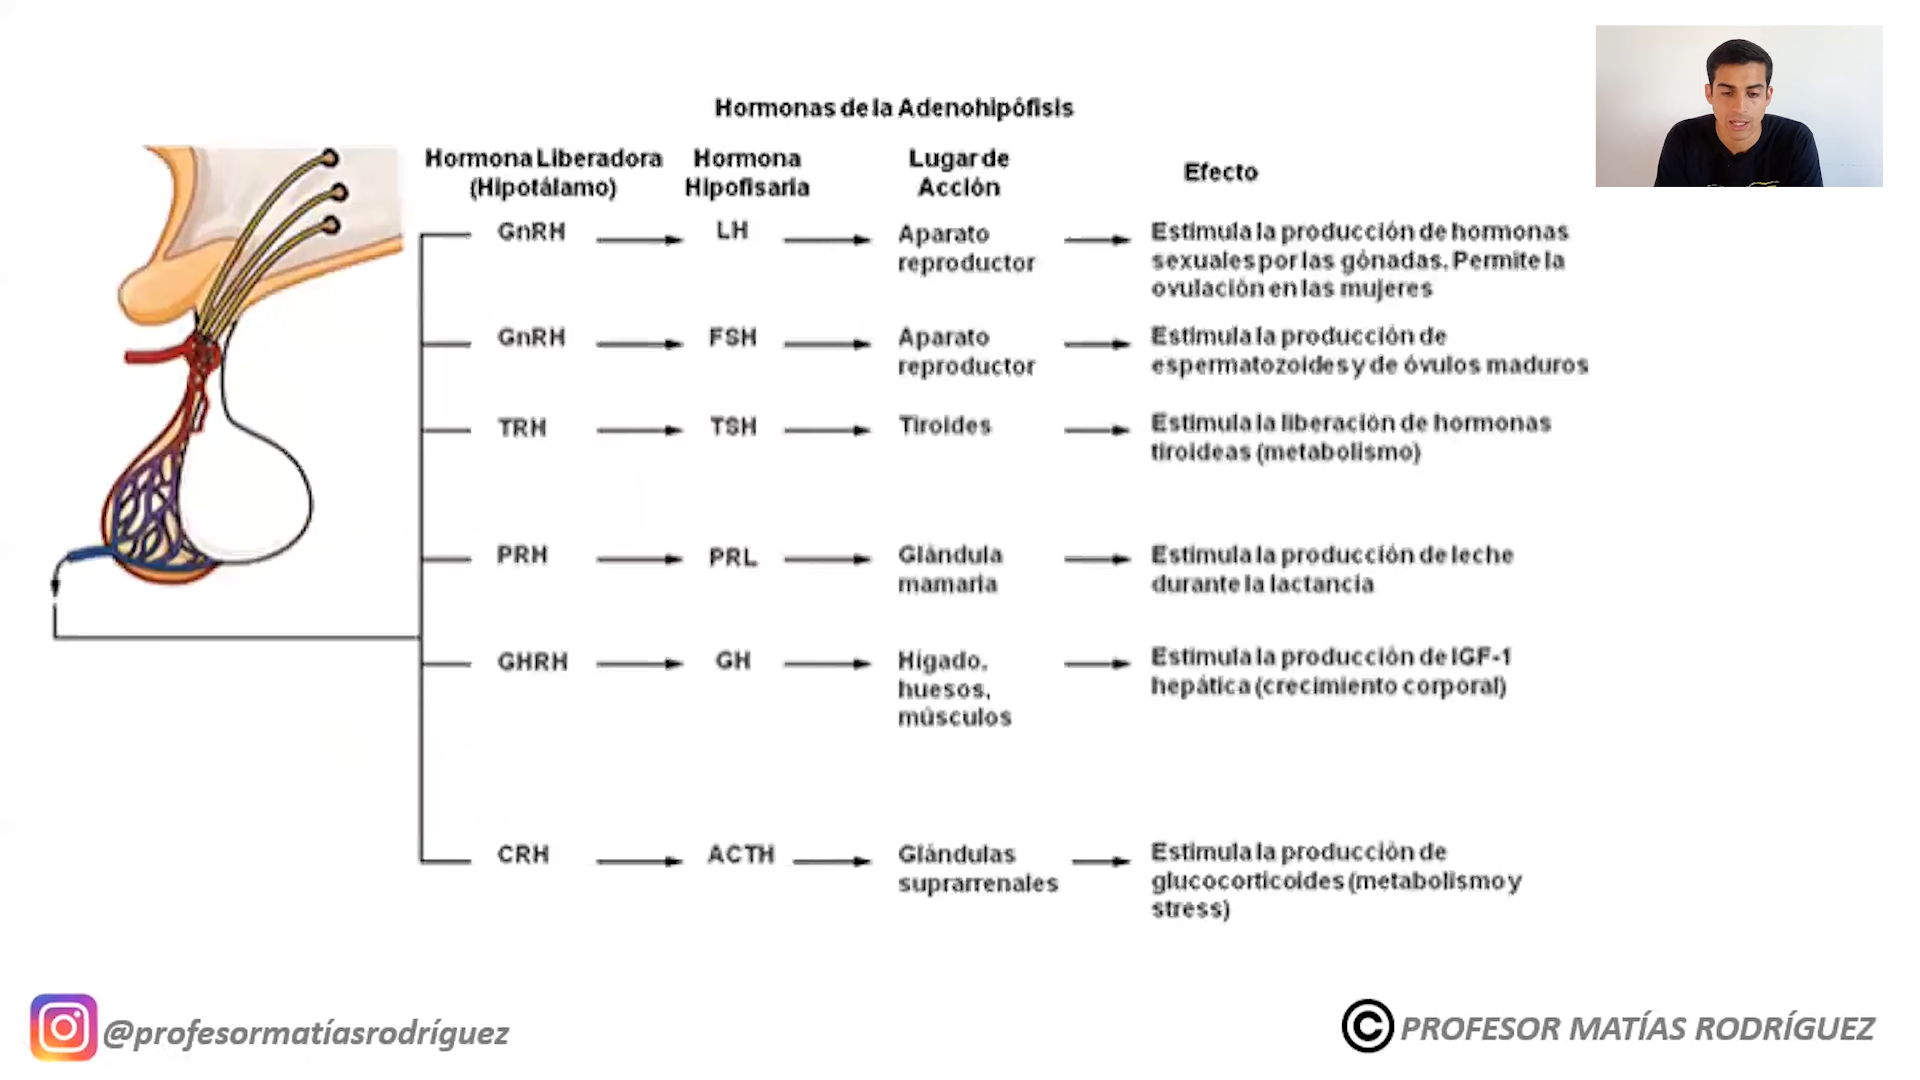 Hormonas de la Adenohipófisis
Hormona Liberadora
(Hipotálamo)
Hormona
Hipofisaria
Lugar de
Acción
Efecto
GnRH
LH
Aparato
reproductor
Estimula la producción de hormonas
sexuales por las gónadas. Permite la
ovulación en las mujeres
GnRH
FSH
Aparato
reproductor
Estimula la producción de
espermatozoides y de óvulos maduros
TRH
TSH
Tiroides
Estimula la liberación de hormonas
tiroideas (metabolismo)
PRH
PRL
Glándula
mamaria
Estimula la producción de leche
durante la lactancia
GHRH
GH
Hígado,
huesos,
músculos
Estimula la producción de IGF-1
hepática (crecimiento corporal)
CRH
ACTH
Glándulas
suprarrenales
Estimula la producción de
glucocorticoides (metabolismo y
stress)
@profesormatíasrodríguez
© PROFESOR MATÍAS RODRÍGUEZ